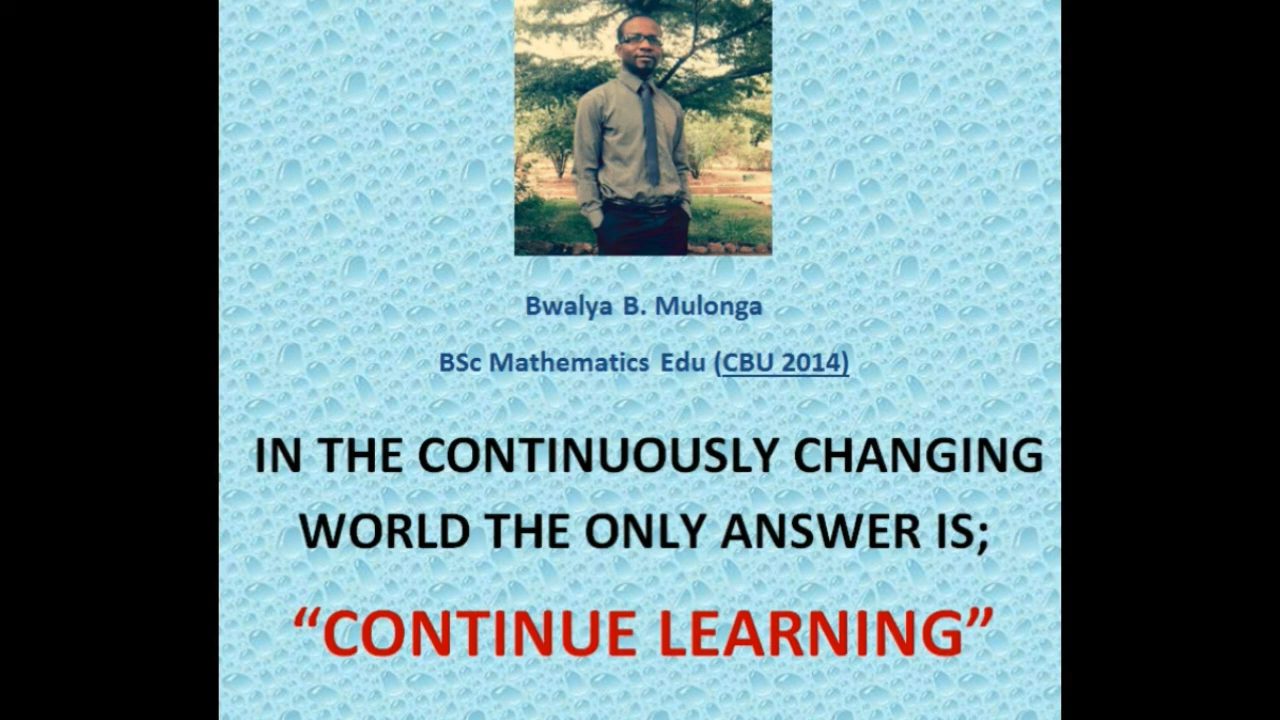 Bwalya B. Mulonga
BSc Mathematics Edu (CBU 2014)
IN THE CONTINUOUSLY CHANGING
WORLD THE ONLY ANSWER IS;
“CONTINUE LEARNING”